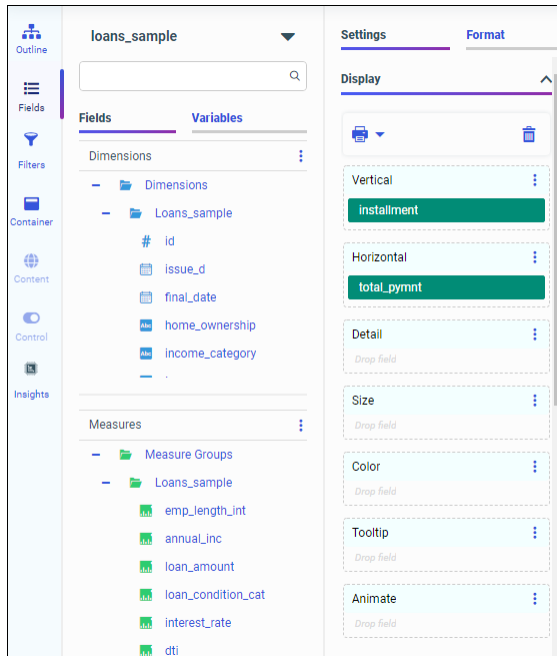 Outline
Fields
Filters
Container
Content
Control
Insights
loans_sample
Fields Variables
Dimensions
Dimensions
Loans_sample
# id
issue_d
final_date
Abc home_ownership
Abc income_category
Measures
Measure Groups
Loans_sample
emp_length_int
annual_inc
loan_amount
loan_condition_cat
interest_rate
dti
Settings Format
Display
Vertical
installment
Horizontal
total_pymnt
Detail
Drop field
Size
Drop field
Color
Drop field
Tooltip
Drop field
Animate
Drop field